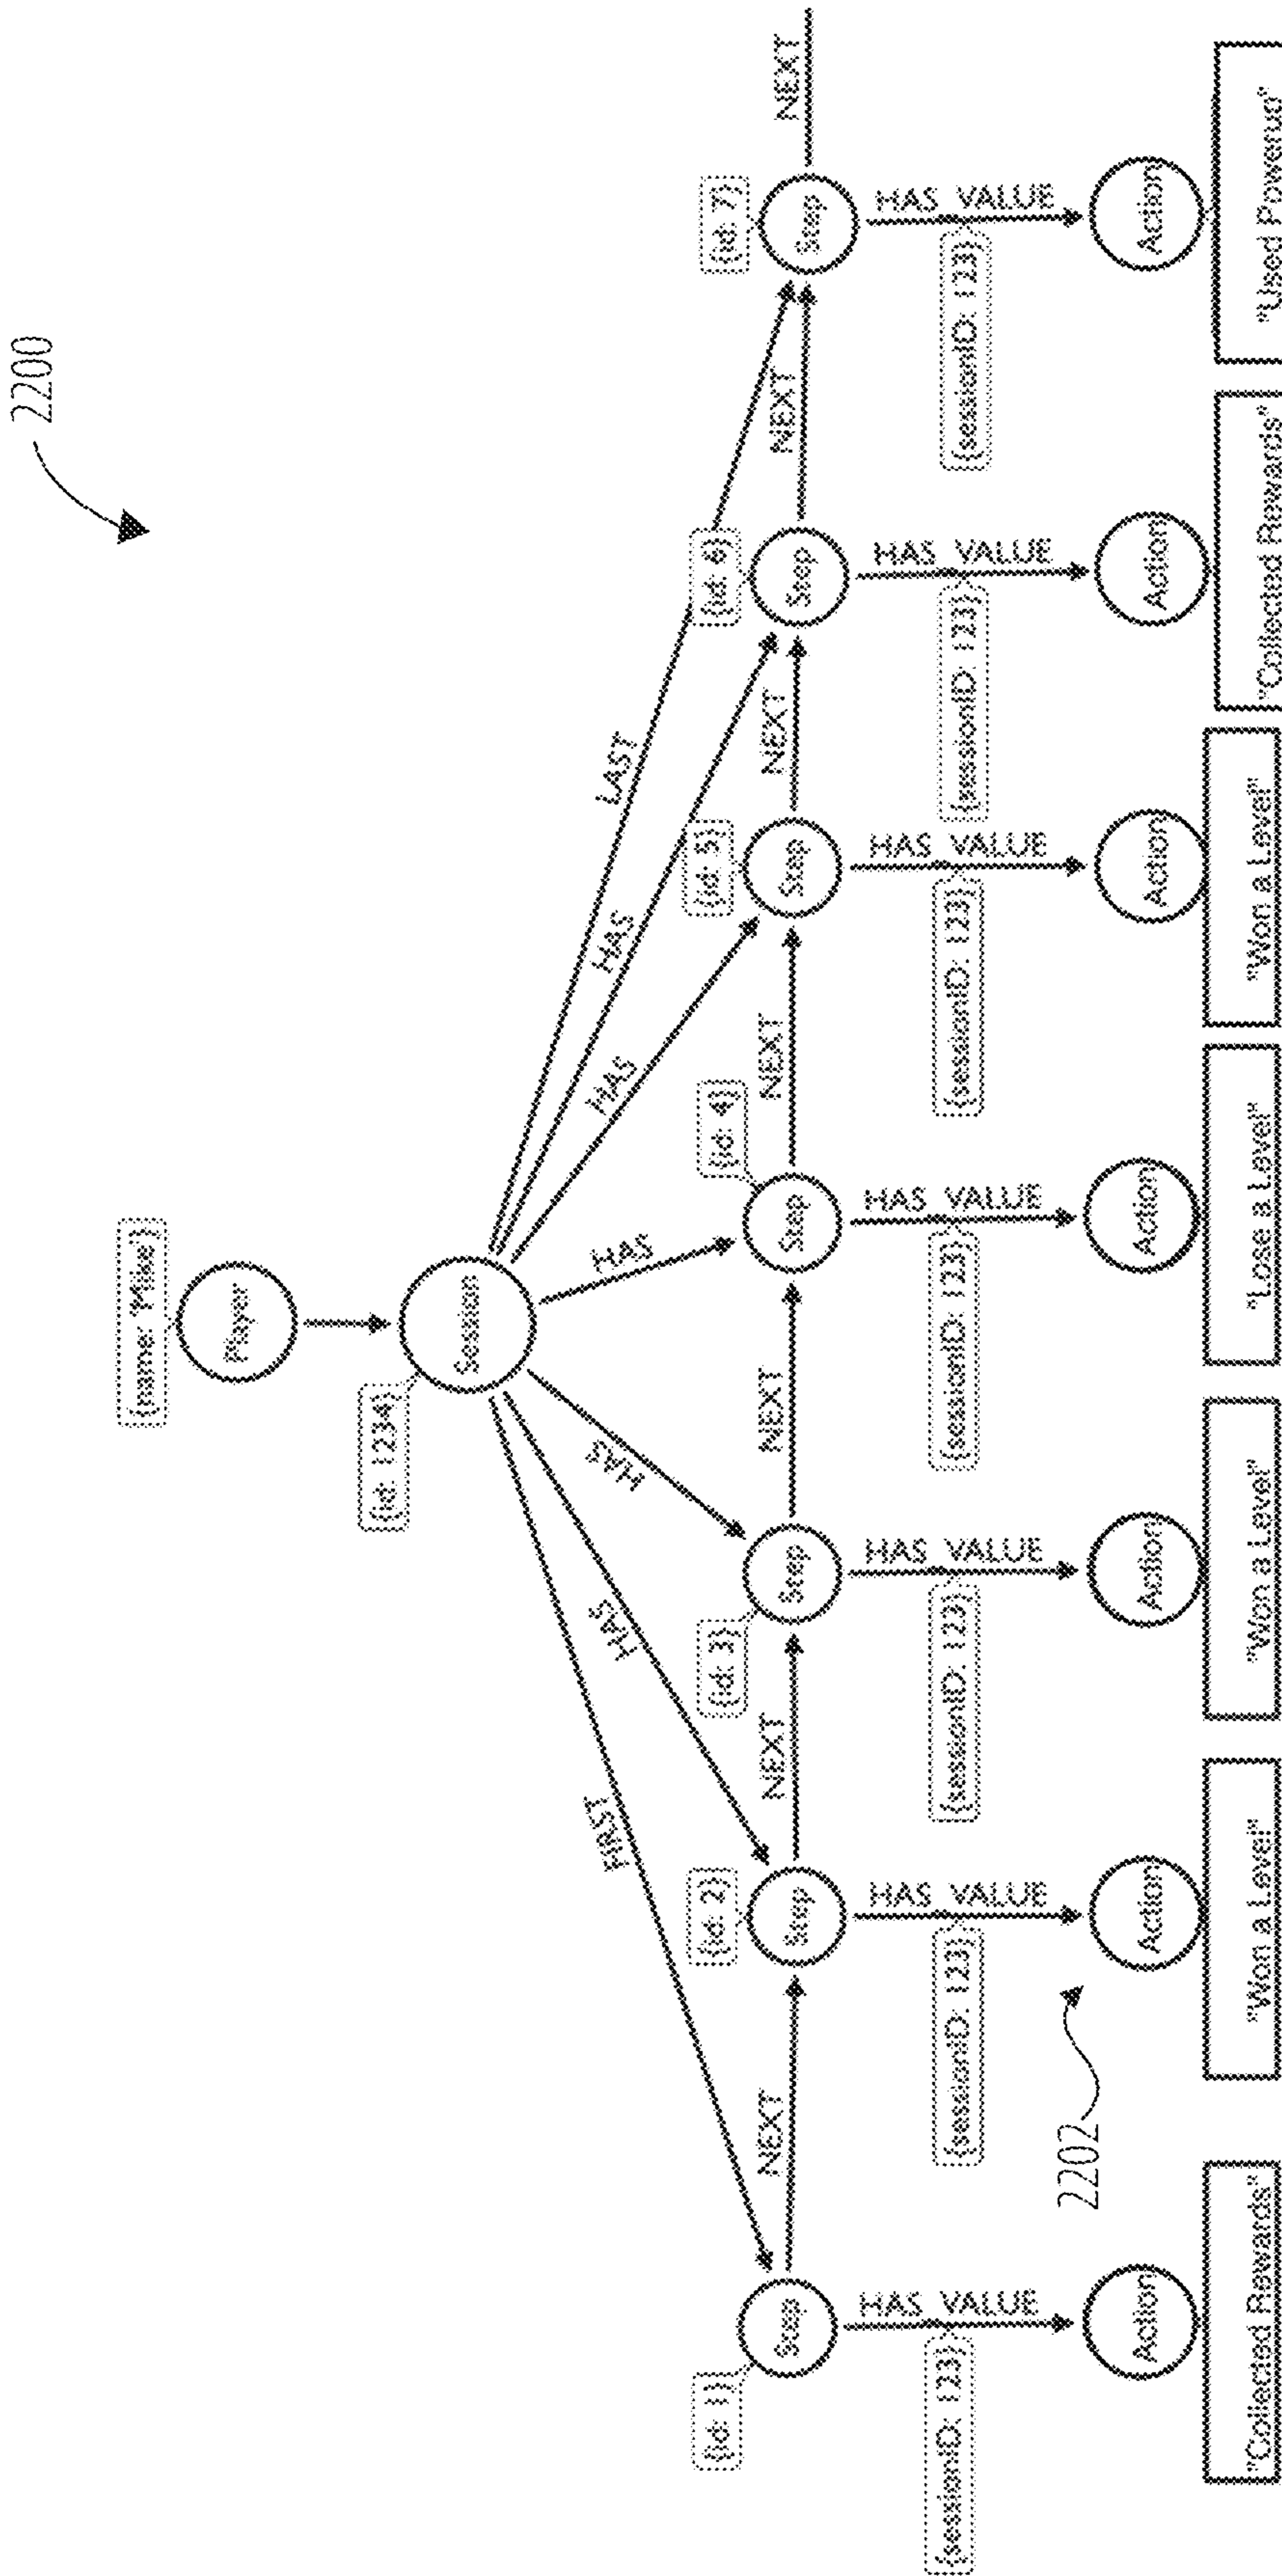 2200
{name: 'Mike'}
Player
{id: 1234}
Session
FIRST
HAS
HAS
HAS
HAS
HAS
LAST
{id: 1}
{id: 2}
{id: 3}
{id: 4}
{id: 5}
{id: 6}
{id: 7}
Step
Step
Step
Step
Step
Step
Step
NEXT
NEXT
NEXT
NEXT
NEXT
NEXT
NEXT
HAS VALUE
HAS VALUE
HAS VALUE
HAS VALUE
HAS VALUE
HAS VALUE
HAS VALUE
{sessionID: 123}
{sessionID: 123}
{sessionID: 123}
{sessionID: 123}
{sessionID: 123}
{sessionID: 123}
{sessionID: 123}
2202
Action
Action
Action
Action
Action
Action
Action
"Collected Rewards"
"Won a Level"
"Won a Level"
"Lose a Level"
"Won a Level"
"Collected Rewards"
"Used Powerup"